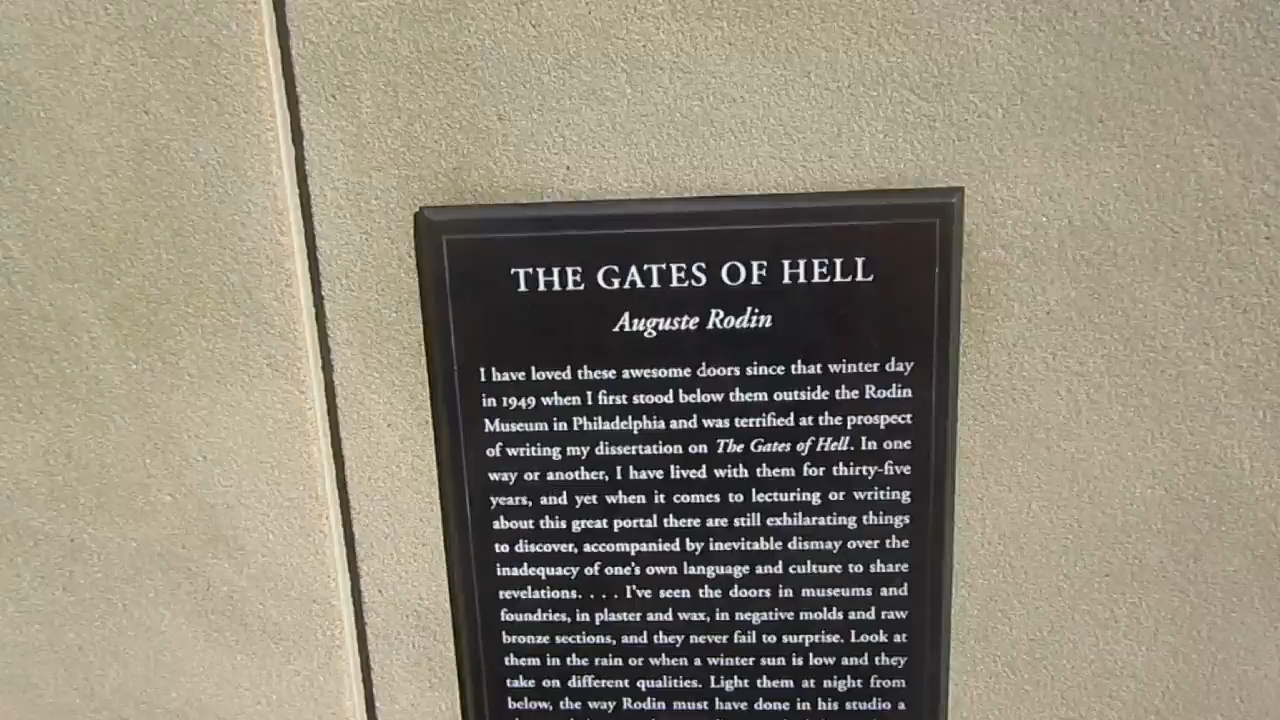 THE GATES OF HELL
Auguste Rodin
I have loved these awesome doors since that winter day
in 1949 when I first stood below them outside the Rodin
Museum in Philadelphia and was terrified at the prospect
of writing my dissertation on The Gates of Hell. In one
way or another, I have lived with them for thirty-five
years, and yet when it comes to lecturing or writing
about this great portal there are still exhilarating things
to discover, accompanied by inevitable dismay over the
inadequacy of one's own language and culture to share
revelations. . . . I've seen the doors in museums and
foundries, in plaster and wax, in negative molds and raw
bronze sections, and they never fail to surprise. Look at
them in the rain or when a winter sun is low and they
take on different qualities. Light them at night from
below, the way Rodin must have done in his studio a